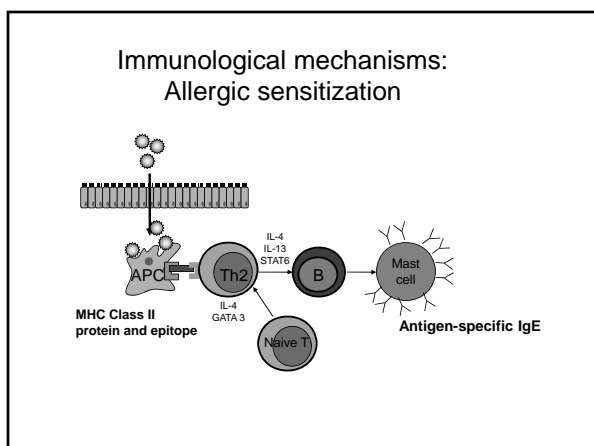 Immunological mechanisms:
Allergic sensitization
APC
Th2
IL-4
IL-13
STAT6
B
Mast
cell
MHC Class II
protein and epitope
IL-4
GATA 3
Naive T
Antigen-specific IgE